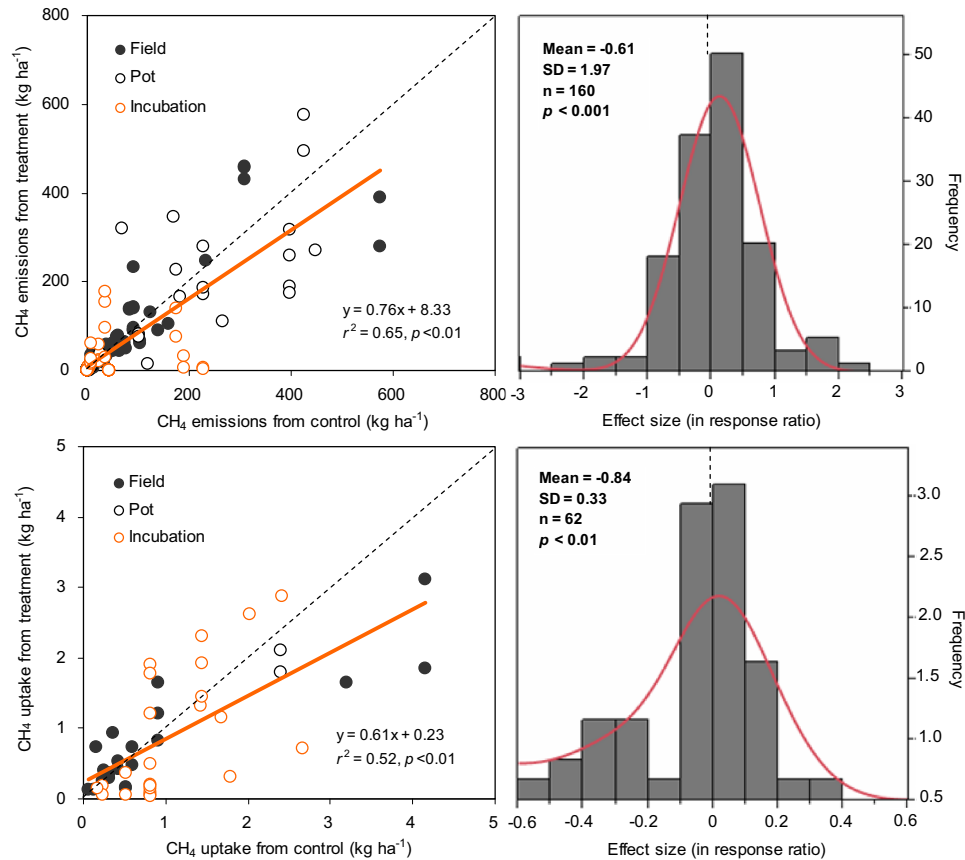 CH₄ emissions from treatment (kg ha⁻¹)
800
600
400
200
0
Field
Pot
Incubation
y = 0.76x + 8.33
r² = 0.65, p<0.01
0 200 400 600 800
CH₄ emissions from control (kg ha⁻¹)
Mean = -0.61
SD = 1.97
n = 160
p < 0.001
50
40
30
20
10
0
Frequency
-3 -2 -1 0 1 2 3
Effect size (in response ratio)
CH₄ uptake from treatment (kg ha⁻¹)
5
4
3
2
1
0
Field
Pot
Incubation
y = 0.61x + 0.23
r² = 0.52, p<0.01
0 1 2 3 4 5
CH₄ uptake from control (kg ha⁻¹)
Mean = -0.84
SD = 0.33
n = 62
p < 0.01
3.0
2.5
2.0
1.5
1.0
0.5
Frequency
-0.6 -0.4 -0.2 0 0.2 0.4 0.6
Effect size (in response ratio)